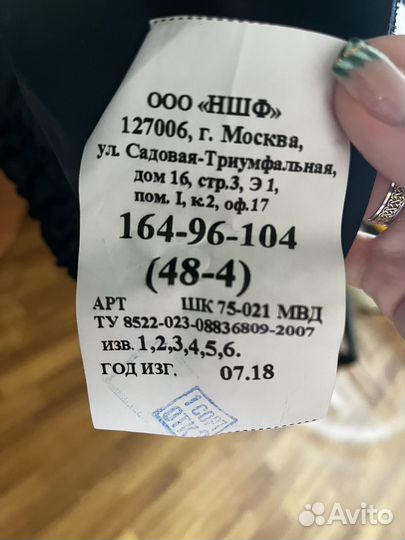 ООО «НШФ»
127006, г. Москва,
ул. Садовая-Триумфальная,
дом 16, стр.3, Э 1,
пом. I, к.2, оф.17
164-96-104
(48-4)
АРТ ШК 75-021 МВД
ТУ 8522-023-08836809-2007
изв. 1,2,3,4,5,6.
ГОД ИЗГ. 07.18
Avito